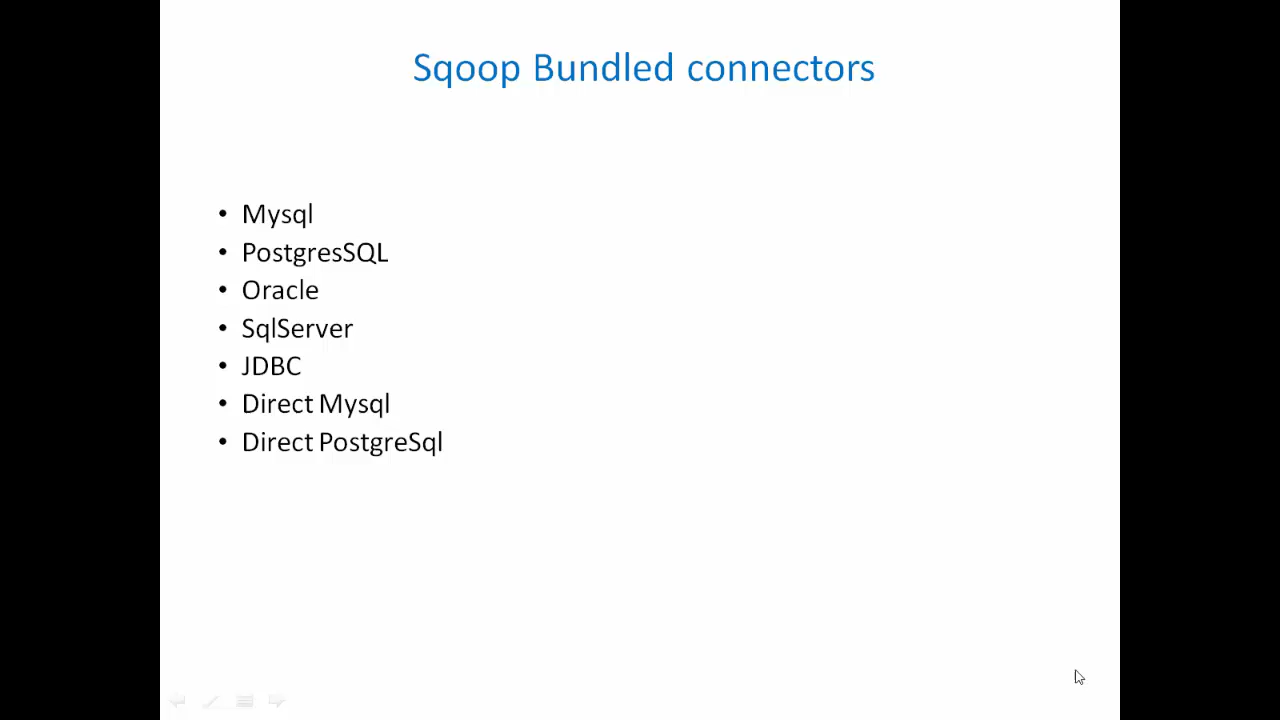 Sqoop Bundled connectors
• Mysql
• PostgresSQL
• Oracle
• SqlServer
• JDBC
• Direct Mysql
• Direct PostgreSql